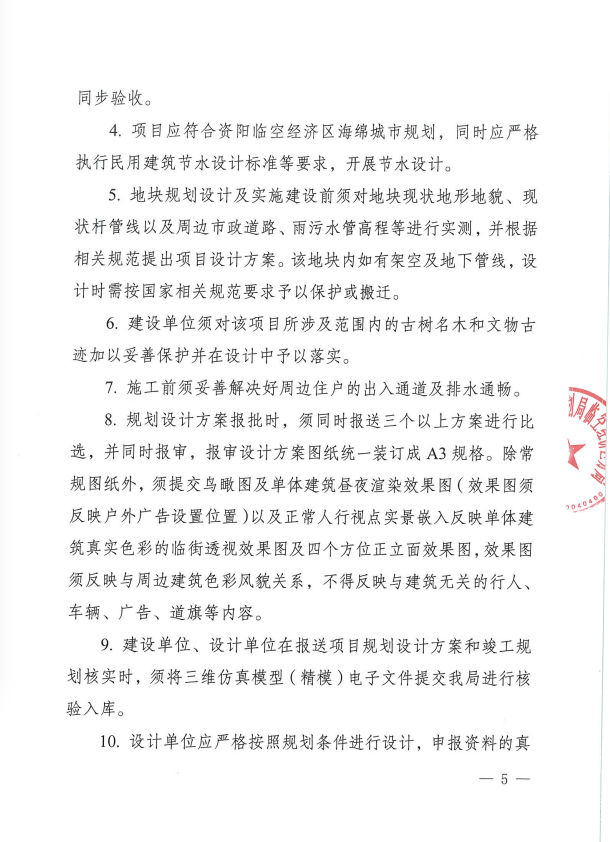 同步验收。
4. 项目应符合资阳临空经济区海绵城市规划，同时应严格
执行民用建筑节水设计标准等要求，开展节水设计。
5. 地块规划设计及实施建设前须对地块现状地形地貌、现
状杆管线以及周边市政道路、雨污水管高程等进行实测，并根据
相关规范提出项目设计方案。该地块内如有架空及地下管线，设
计时需按国家相关规范要求予以保护或搬迁。
6. 建设单位须对该项目所涉及范围内的古树名木和文物古
迹加以妥善保护并在设计中予以落实。
7. 施工前须妥善解决好周边住户的出入通道及排水通畅。
8. 规划设计方案报批时，须同时报送三个以上方案进行比
选，并同时报审，报审设计方案图纸统一装订成 A3 规格。除常
规图纸外，须提交鸟瞰图及单体建筑昼夜渲染效果图（效果图须
反映户外广告设置位置）以及正常人行视点实景嵌入反映单体建
筑真实色彩的临街透视效果图及四个方位正立面效果图，效果图
须反映与周边建筑色彩风貌关系，不得反映与建筑无关的行人、
车辆、广告、道旗等内容。
9. 建设单位、设计单位在报送项目规划设计方案和竣工规
划核实时，须将三维仿真模型（精模）电子文件提交我局进行核
验入库。
10. 设计单位应严格按照规划条件进行设计，申报资料的真
— 5 —